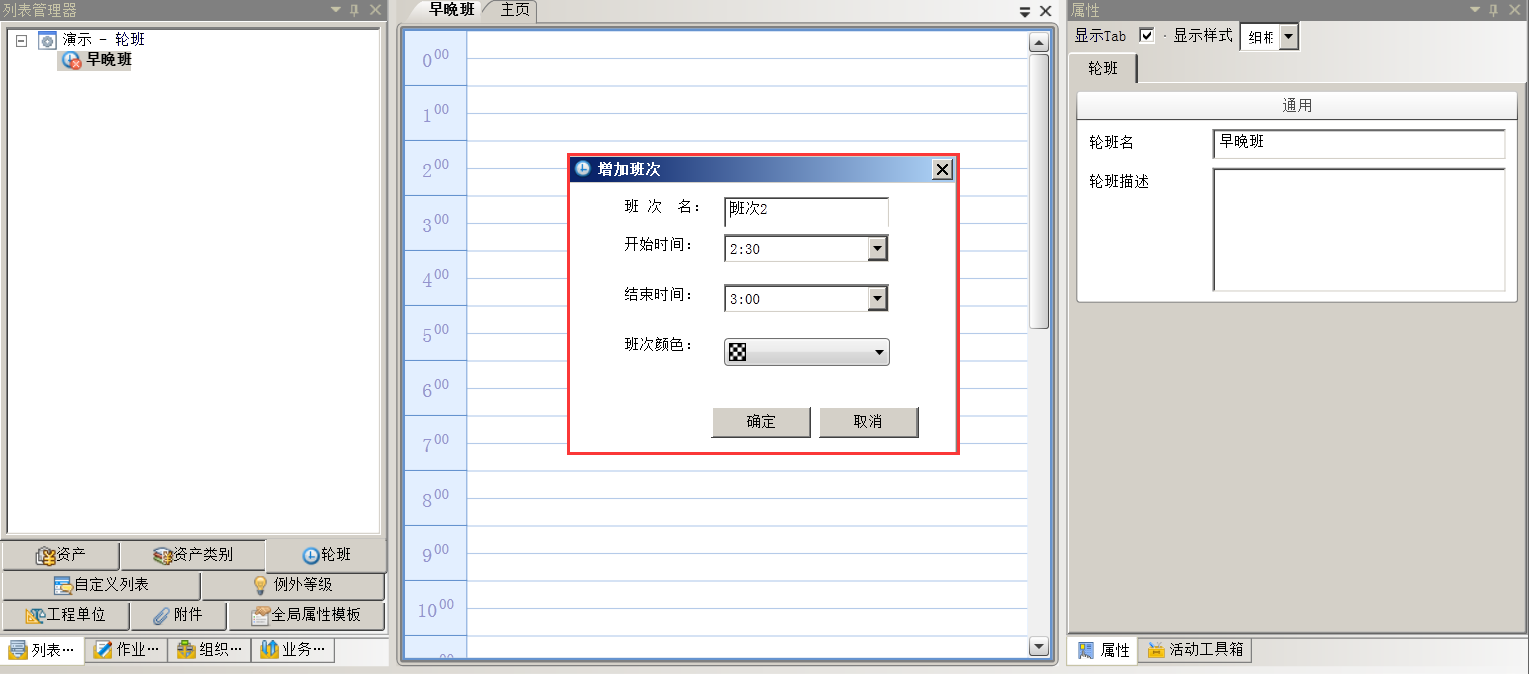 列表管理器
演示 - 轮班
早晚班
资产
资产类别
轮班
自定义列表
例外等级
工程单位
附件
全局属性模板
列表…
作业…
组织…
业务…
早晚班
主页
0 00
1 00
2 00
3 00
4 00
5 00
6 00
7 00
8 00
9 00
10 00
增加班次
班 次 名：
班次2
开始时间：
2:30
结束时间：
3:00
班次颜色：
确定
取消
属性
显示Tab
· 显示样式
轮班
通用
轮班名
早晚班
轮班描述
属性
活动工具箱